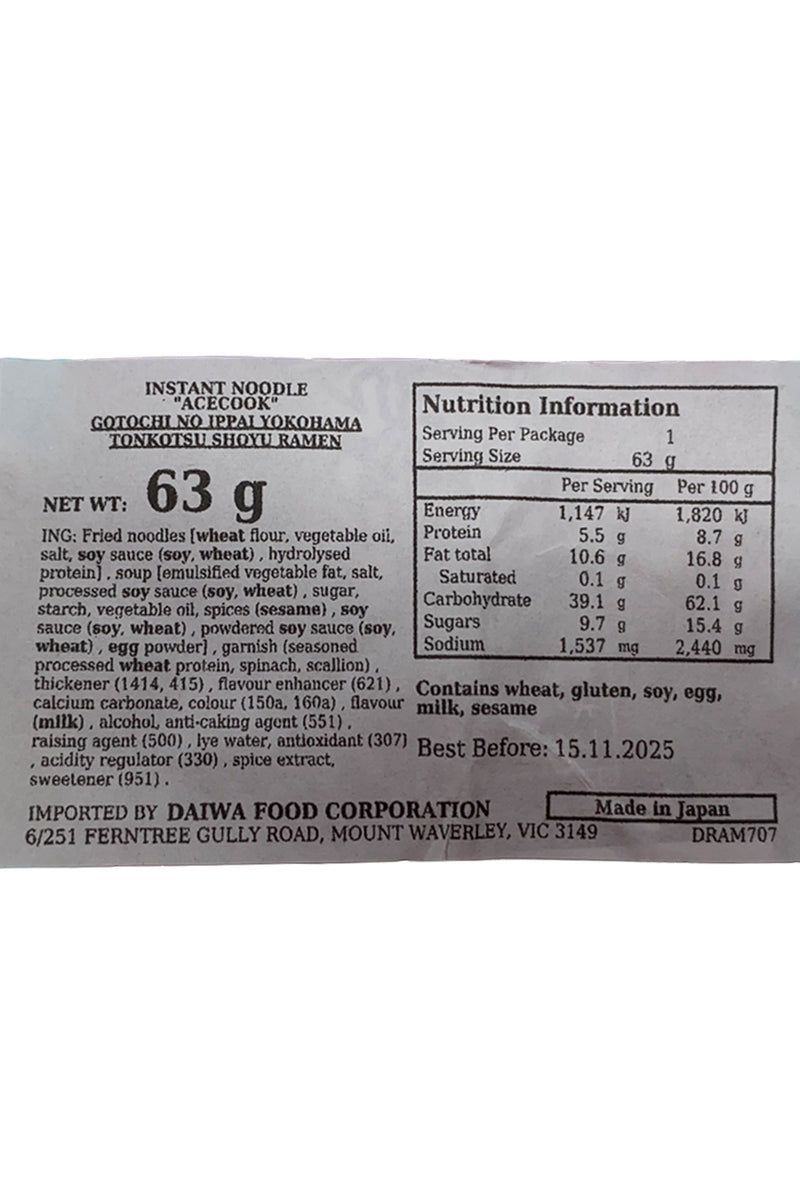 INSTANT NOODLE
"ACECOOK"
GOTOCHI NO IPPAI YOKOHAMA
TONKOTSU SHOYU RAMEN
NET WT: 63 g
ING: Fried noodles [wheat flour, vegetable oil,
salt, soy sauce (soy, wheat) , hydrolysed
protein] , soup [emulsified vegetable fat, salt,
processed soy sauce (soy, wheat) , sugar,
starch, vegetable oil, spices (sesame) , soy
sauce (soy, wheat) , powdered soy sauce (soy,
wheat) , egg powder] , garnish (seasoned
processed wheat protein, spinach, scallion) ,
thickener (1414, 415) , flavour enhancer (621) ,
calcium carbonate, colour (150a, 160a) , flavour
(milk) , alcohol, anti-caking agent (551) ,
raising agent (500) , lye water, antioxidant (307)
, acidity regulator (330) , spice extract,
sweetener (951) .
Nutrition Information
Serving Per Package 1
Serving Size 63 g
Per Serving Per 100 g
Energy 1,147 kJ 1,820 kJ
Protein 5.5 g 8.7 g
Fat total 10.6 g 16.8 g
Saturated 0.1 g 0.1 g
Carbohydrate 39.1 g 62.1 g
Sugars 9.7 g 15.4 g
Sodium 1,537 mg 2,440 mg
Contains wheat, gluten, soy, egg,
milk, sesame
Best Before: 15.11.2025
IMPORTED BY DAIWA FOOD CORPORATION
6/251 FERNTREE GULLY ROAD, MOUNT WAVERLEY, VIC 3149
Made in Japan
DRAM707